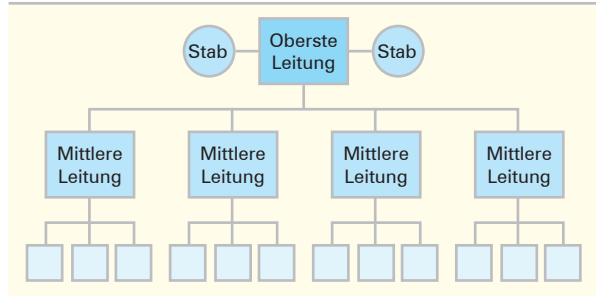 Stab
Oberste
Leitung
Stab
Mittlere
Leitung
Mittlere
Leitung
Mittlere
Leitung
Mittlere
Leitung